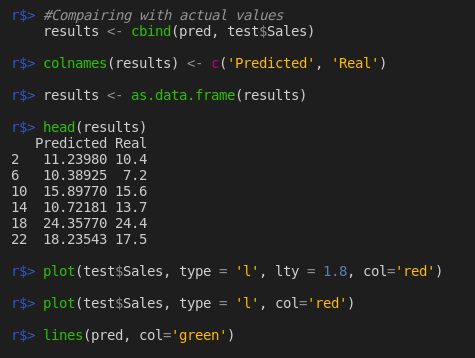 r$> #Compairing with actual values
    results <- cbind(pred, test$Sales)
r$> colnames(results) <- c('Predicted', 'Real')
r$> results <- as.data.frame(results)
r$> head(results)
   Predicted Real
2   11.23980 10.4
6   10.38925  7.2
10  15.89770 15.6
14  10.72181 13.7
18  24.35770 24.4
22  18.23543 17.5
r$> plot(test$Sales, type = 'l', lty = 1.8, col='red')
r$> plot(test$Sales, type = 'l', col='red')
r$> lines(pred, col='green')